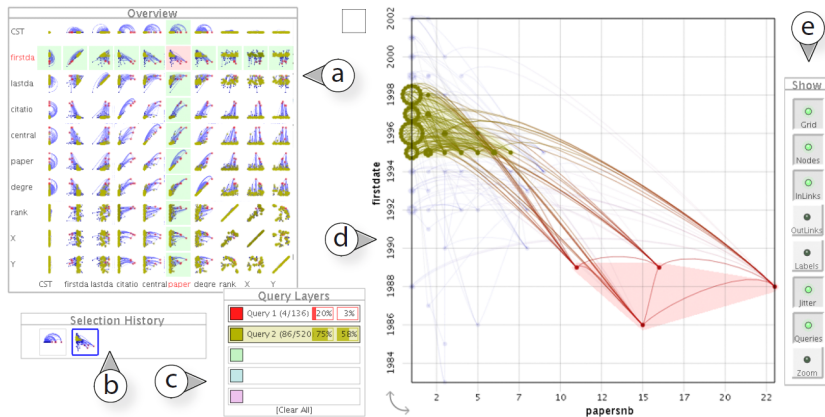 Overview
CST
firstda
lastda
citatio
central
paper
degre
rank
X
Y
CST firstda lastda citatio central paper degre rank X Y
a
Selection History
b
c
Query Layers
Query 1 (4/136) 20% 3%
Query 2 (86/520 75% 58%
[Clear All]
d
2002
2000
1998
1996
1994
1992
1990
1988
1986
1984
firstdate
2 5 7 10 12 15 17 20 22
papersnb
e
Show
Grid
Nodes
InLinks
OutLinks
Labels
Jitter
Queries
Zoom